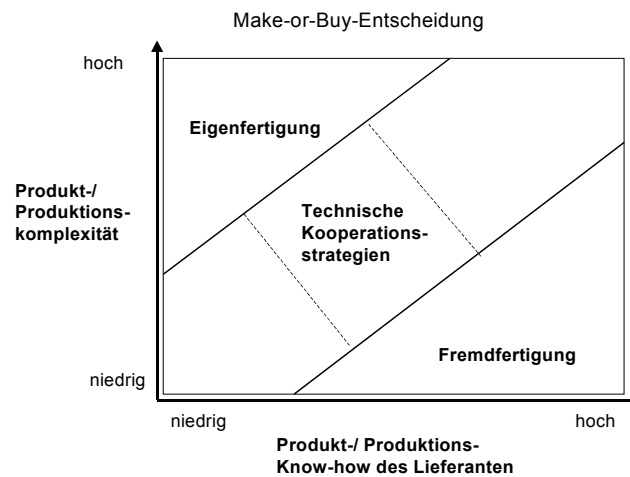 Make-or-Buy-Entscheidung
hoch
Eigenfertigung
Produkt-/
Produktions-
komplexität
Technische
Kooperations-
strategien
Fremdfertigung
niedrig
niedrig
hoch
Produkt-/ Produktions-
Know-how des Lieferanten